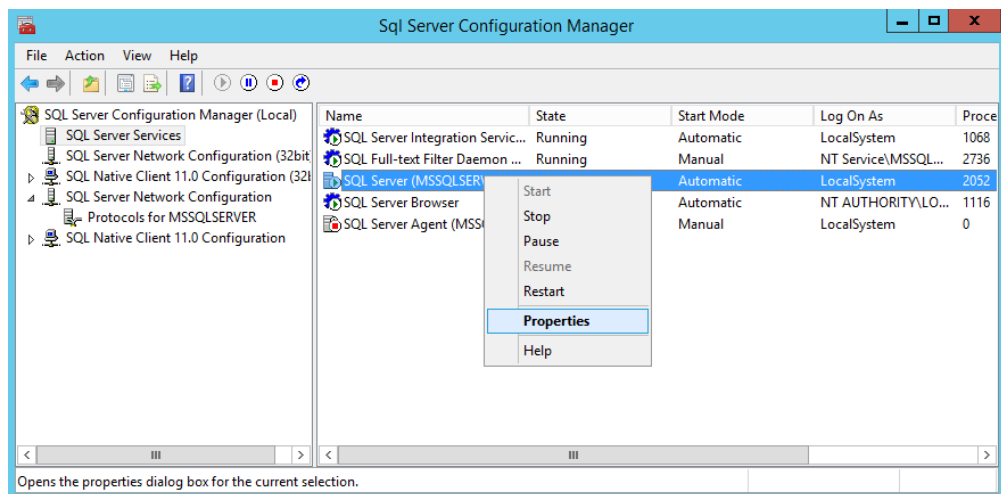 Sql Server Configuration Manager
File Action View Help
SQL Server Configuration Manager (Local)
SQL Server Services
SQL Server Network Configuration (32bit
SQL Native Client 11.0 Configuration (32
SQL Server Network Configuration
Protocols for MSSQLSERVER
SQL Native Client 11.0 Configuration
Name State Start Mode Log On As Proce
SQL Server Integration Servic... Running Automatic LocalSystem 1068
SQL Full-text Filter Daemon ... Running Manual NT Service\MSSQL... 2736
SQL Server (MSSQLSER Automatic LocalSystem 2052
SQL Server Browser Automatic NT AUTHORITY\LO... 1116
SQL Server Agent (MSS Manual LocalSystem 0
Start
Stop
Pause
Resume
Restart
Properties
Help
Opens the properties dialog box for the current selection.